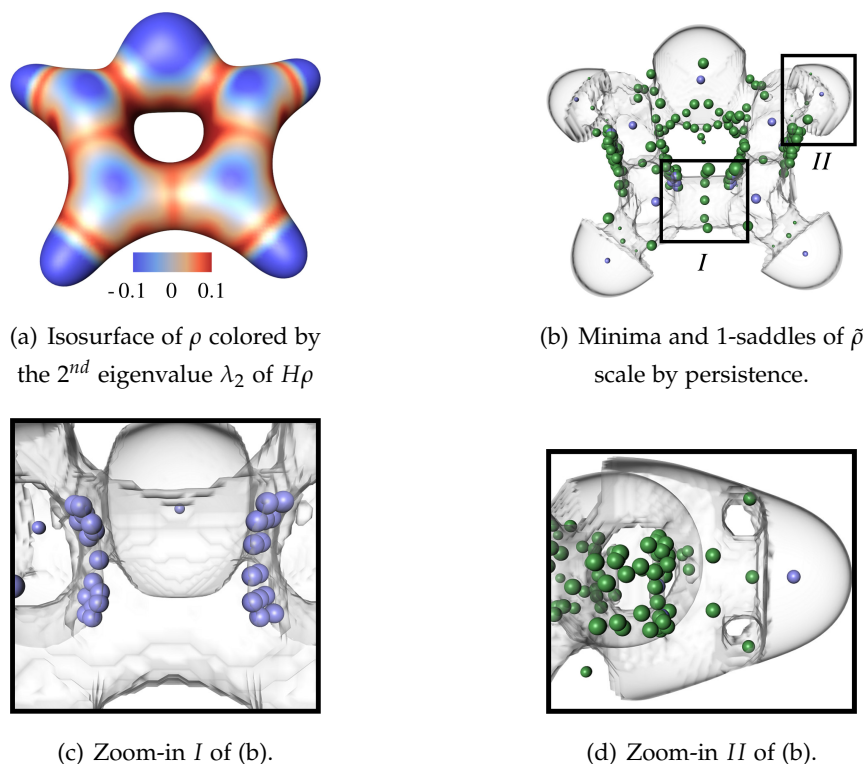 - 0.1 0 0.1
II
I
(a) Isosurface of ρ colored by
the 2nd eigenvalue λ2 of Hρ
(b) Minima and 1-saddles of ρ̃
scale by persistence.
(c) Zoom-in I of (b).
(d) Zoom-in II of (b).